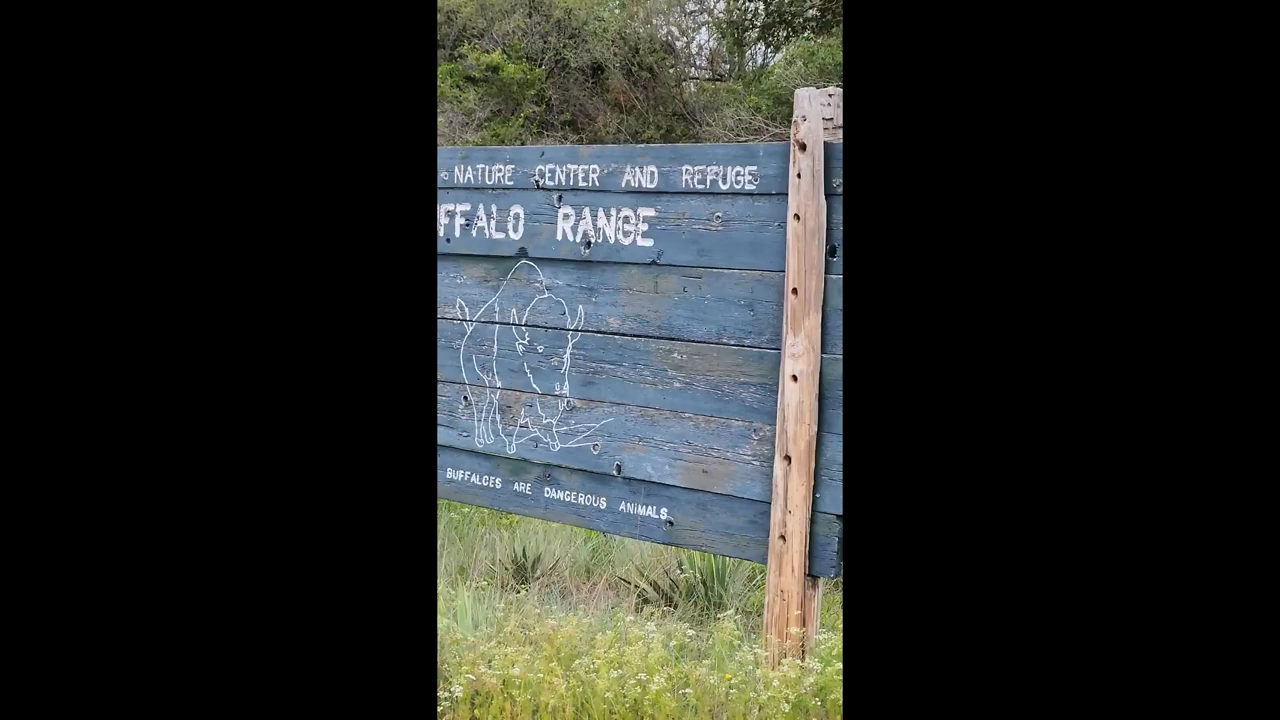 NATURE CENTER AND REFUGE
FFALO RANGE
BUFFALOES ARE DANGEROUS ANIMALS